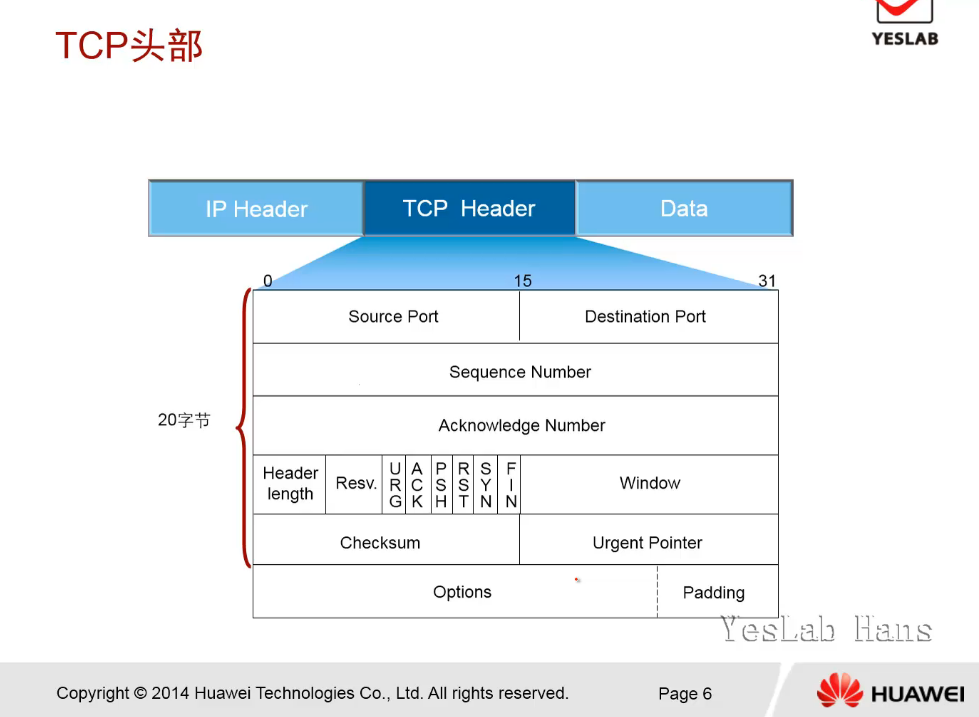 YESLAB
TCP头部
IP Header
TCP Header
Data
0
15
31
Source Port
Destination Port
Sequence Number
20字节
Acknowledge Number
Header
length
Resv.
URG
ACK
PSH
RST
SYN
FIN
Window
Checksum
Urgent Pointer
Options
Padding
YesLab Hans
Copyright © 2014 Huawei Technologies Co., Ltd. All rights reserved.
Page 6
HUAWEI